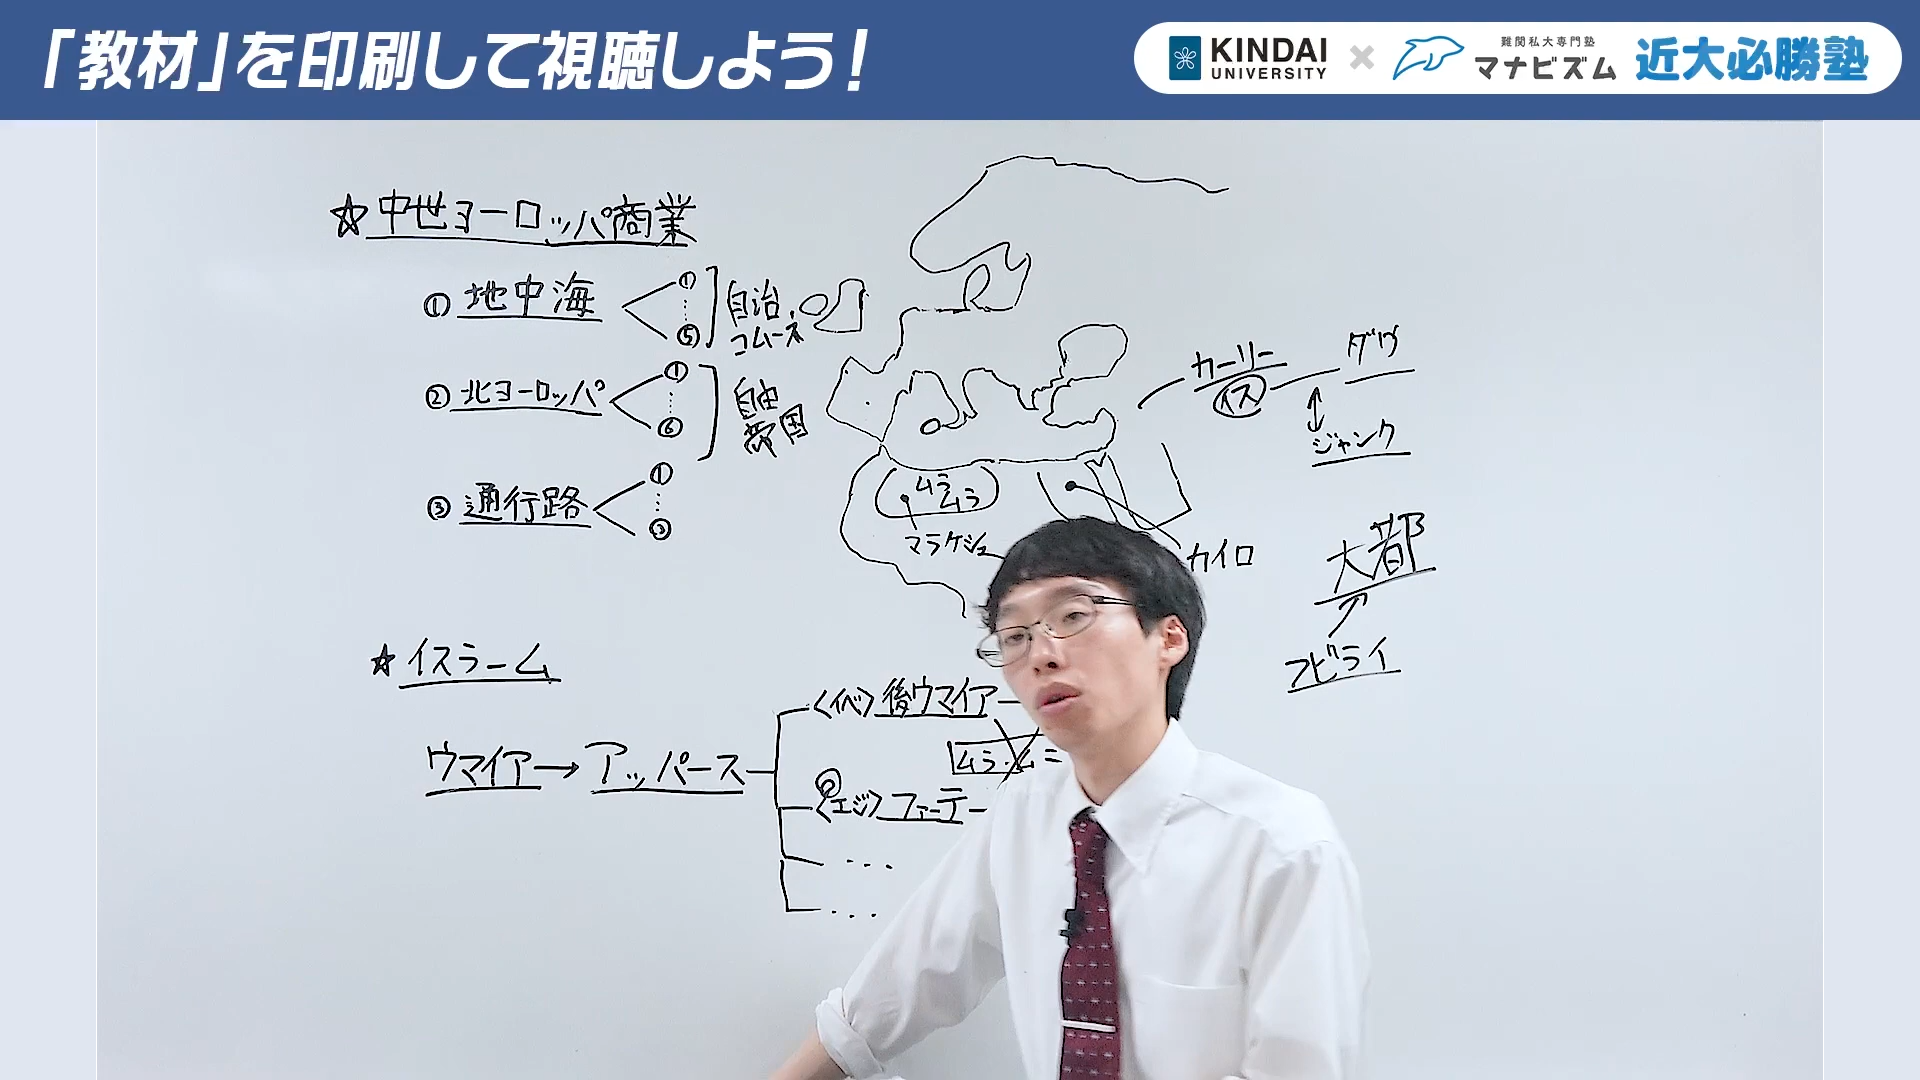 「教材」を印刷して視聴しよう！
KINDAI UNIVERSITY × 難関私大専門塾 マナビズム 近大必勝塾
☆中世ヨーロッパ商業
① 地中海 ① ⑤ 自治,コムーネ
② 北ヨーロッパ ① ⑥ 自由 帝国
③ 通行路 ① ③
カーリミー イス
ダウ
ジャンク
ムラ ムラ
マラケシュ
カイロ
大都
フビライ
☆イスラーム
ウマイア→アッバース
〈イベ〉後ウマイア
ムラ・ム=
〈エジ〉ファーテー